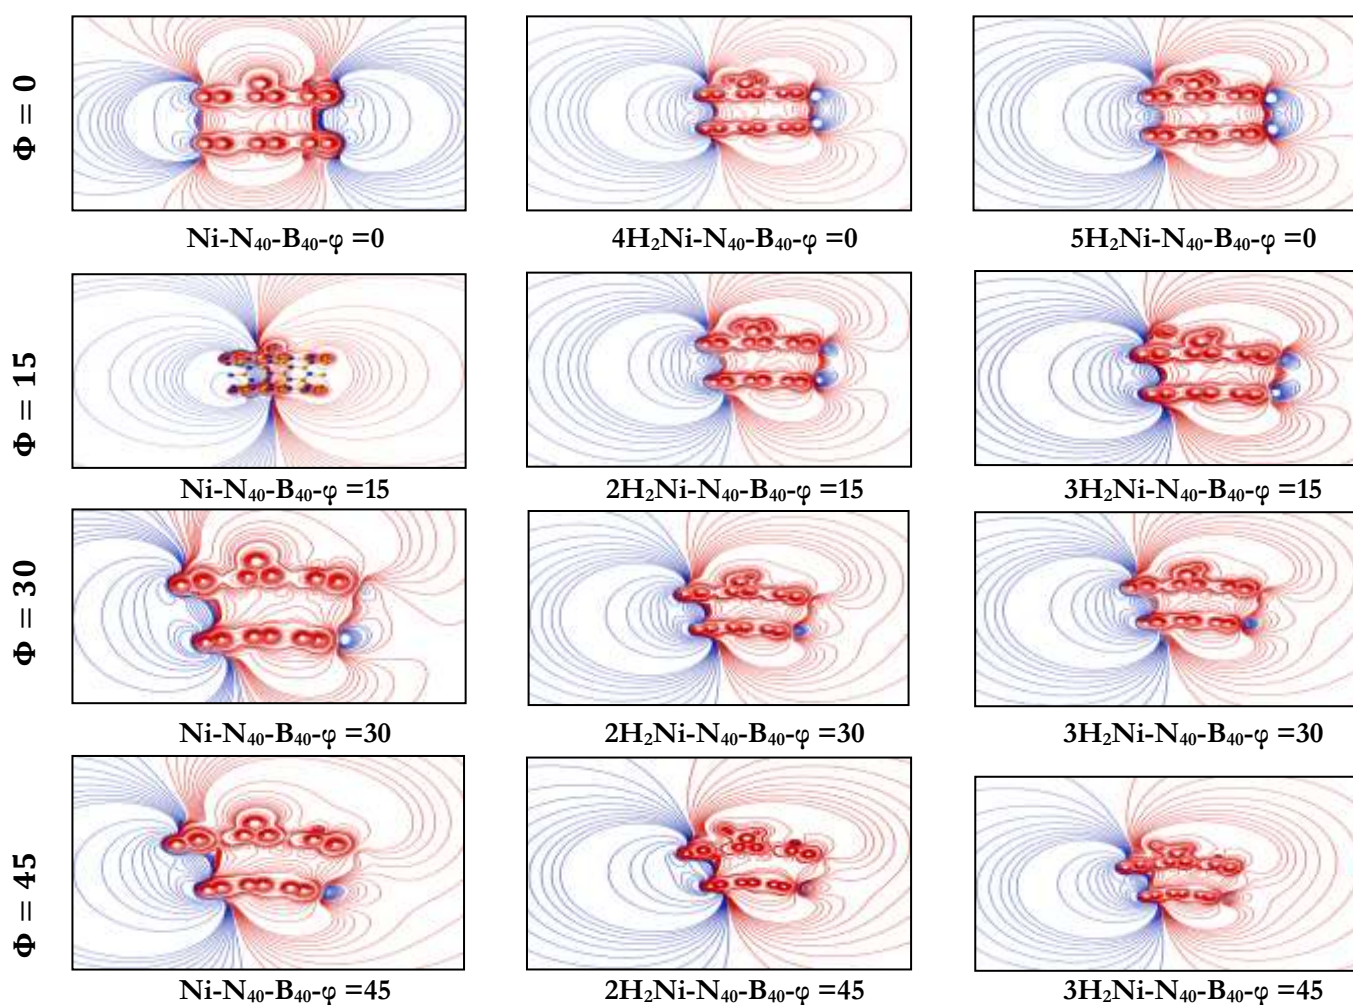 Φ = 0
Ni-N₄₀-B₄₀-φ =0
4H₂Ni-N₄₀-B₄₀-φ =0
5H₂Ni-N₄₀-B₄₀-φ =0
Φ = 15
Ni-N₄₀-B₄₀-φ =15
2H₂Ni-N₄₀-B₄₀-φ =15
3H₂Ni-N₄₀-B₄₀-φ =15
Φ = 30
Ni-N₄₀-B₄₀-φ =30
2H₂Ni-N₄₀-B₄₀-φ =30
3H₂Ni-N₄₀-B₄₀-φ =30
Φ = 45
Ni-N₄₀-B₄₀-φ =45
2H₂Ni-N₄₀-B₄₀-φ =45
3H₂Ni-N₄₀-B₄₀-φ =45